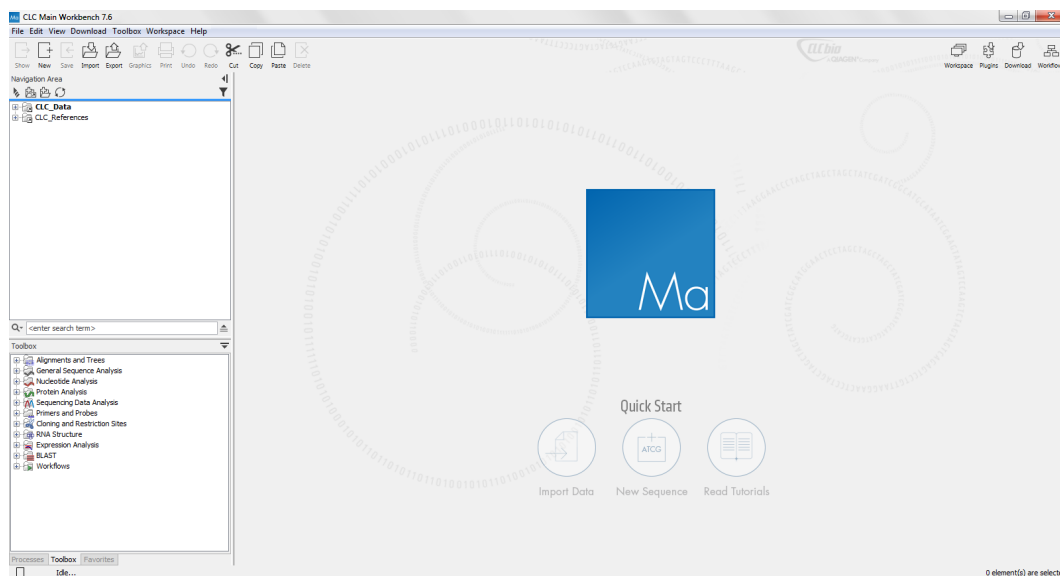 CLC Main Workbench 7.6
File Edit View Download Toolbox Workspace Help
Show New Save Import Export Graphics Print Undo Redo Cut Copy Paste Delete
CLC bio
Workspace Plugins Download Workflow
Navigation Area
CLC_Data
CLC_References
Ma
<enter search term>
Toolbox
Alignments and Trees
General Sequence Analysis
Nucleotide Analysis
Protein Analysis
Sequencing Data Analysis
Primers and Probes
Cloning and Restriction Sites
RNA Structure
Expression Analysis
BLAST
Workflows
Quick Start
ATCG
Import Data New Sequence Read Tutorials
Processes Toolbox Favorites
Idle...
0 element(s) are select